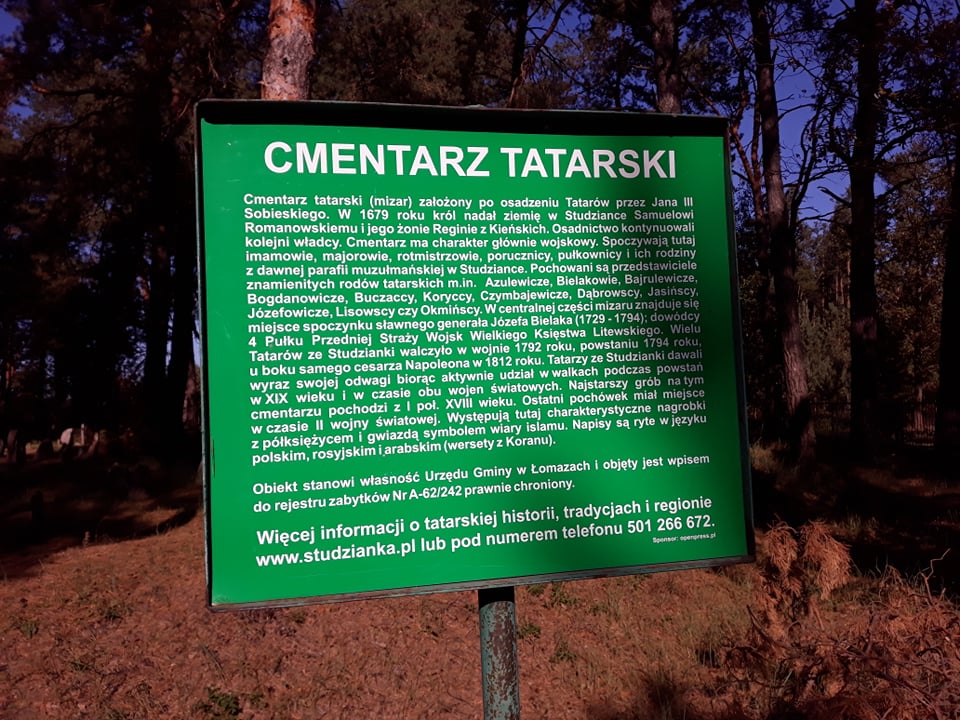 CMENTARZ TATARSKI
Cmentarz tatarski (mizar) założony po osadzeniu Tatarów przez Jana III
Sobieskiego. W 1679 roku król nadał ziemię w Studziance Samuelowi
Romanowskiemu i jego żonie Reginie z Kieńskich. Osadnictwo kontynuowali
kolejni władcy. Cmentarz ma charakter głównie wojskowy. Spoczywają tutaj
imamowie, majorowie, rotmistrzowie, porucznicy, pułkownicy i ich rodziny
z dawnej parafii muzułmańskiej w Studziance. Pochowani są przedstawiciele
znamienitych rodów tatarskich m.in. Azulewicze, Bielakowie, Bajrulewicze,
Bogdanowicze, Buczaccy, Koryccy, Czymbajewicze, Dąbrowscy, Jasińscy,
Józefowicze, Lisowscy czy Okmińscy. W centralnej części mizaru znajduje się
miejsce spoczynku sławnego generała Józefa Bielaka (1729 - 1794); dowódcy
4 Pułku Przedniej Straży Wojsk Wielkiego Księstwa Litewskiego. Wielu
Tatarów ze Studzianki walczyło w wojnie 1792 roku, powstaniu 1794 roku,
u boku samego cesarza Napoleona w 1812 roku. Tatarzy ze Studzianki dawali
wyraz swojej odwagi biorąc aktywnie udział w walkach podczas powstań
w XIX wieku i w czasie obu wojen światowych. Najstarszy grób na tym
cmentarzu pochodzi z I poł. XVIII wieku. Ostatni pochówek miał miejsce
w czasie II wojny światowej. Występują tutaj charakterystyczne nagrobki
z półksiężycem i gwiazdą symbolem wiary islamu. Napisy są ryte w języku
polskim, rosyjskim i arabskim (wersety z Koranu).
Obiekt stanowi własność Urzędu Gminy w Łomazach i objęty jest wpisem
do rejestru zabytków Nr A-62/242 prawnie chroniony.
Więcej informacji o tatarskiej historii, tradycjach i regionie
www.studzianka.pl lub pod numerem telefonu 501 266 672.
Sponsor: openpress.pl